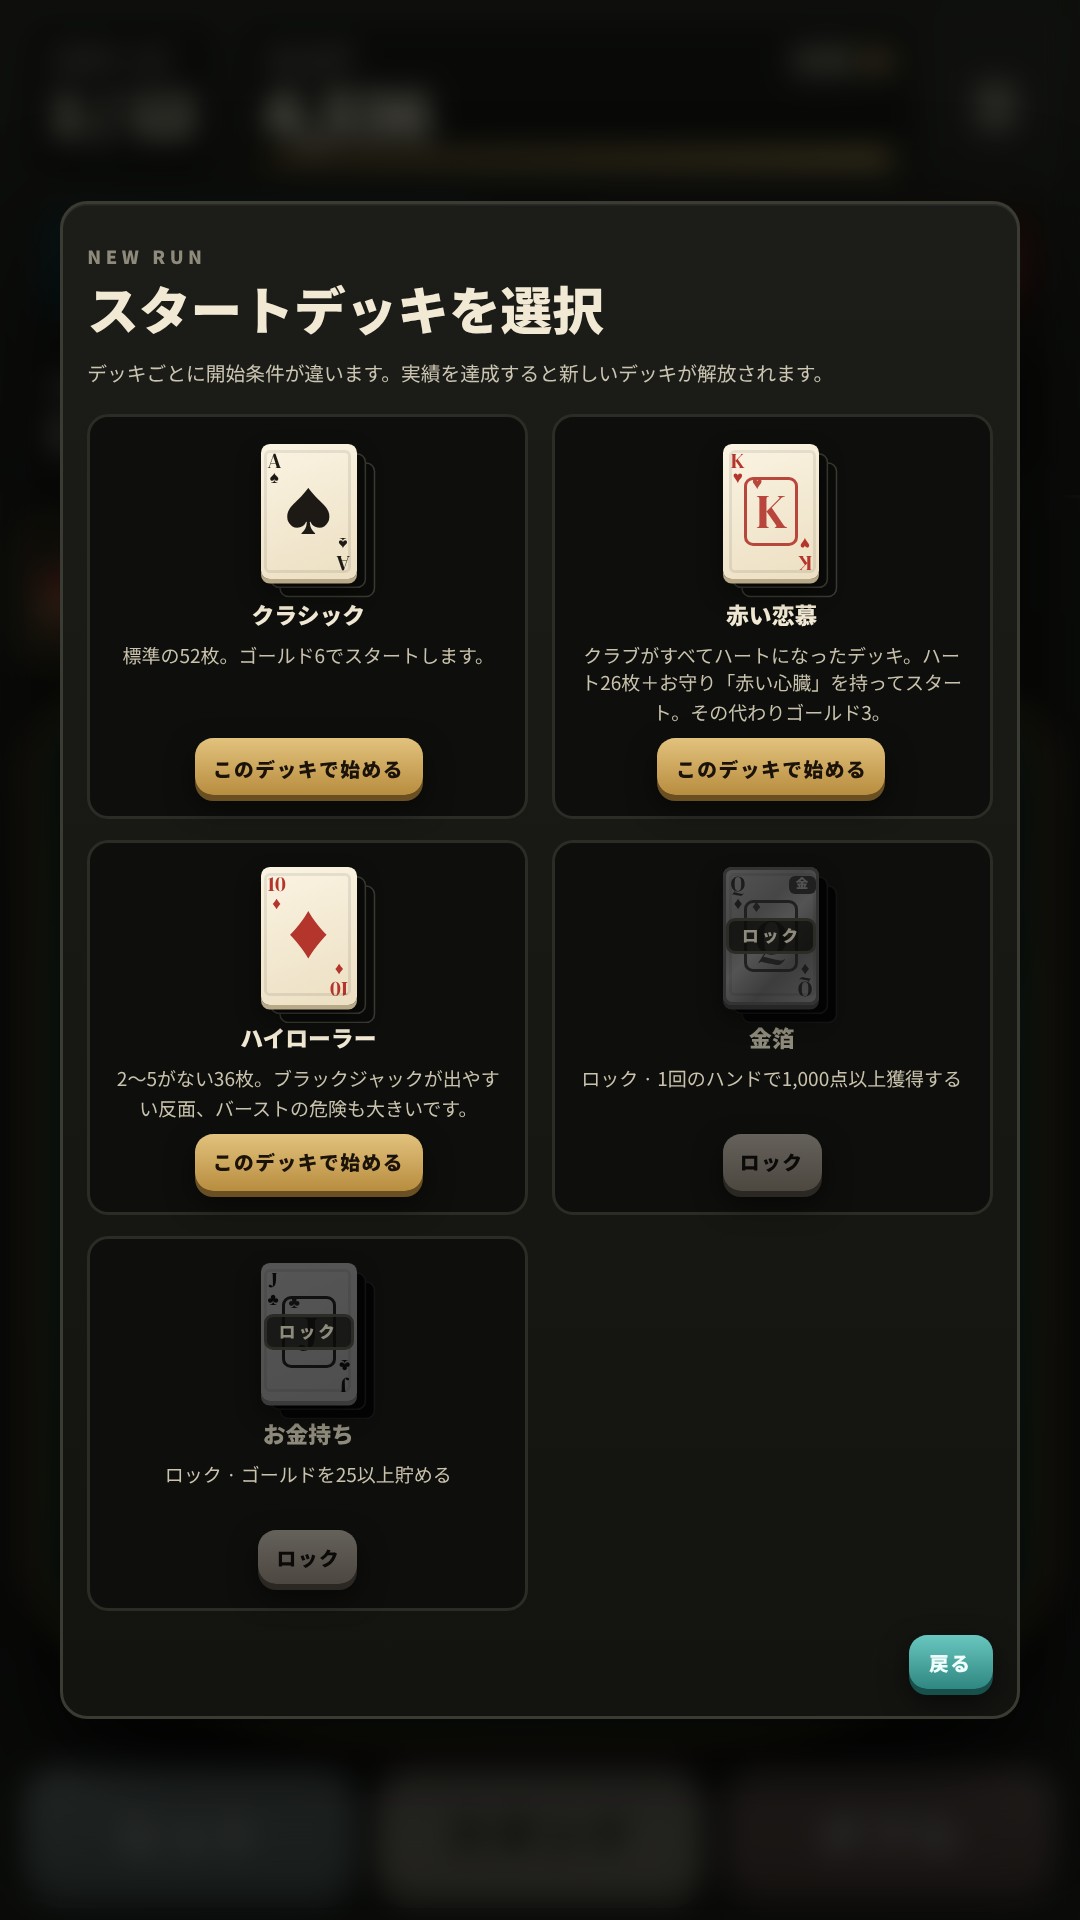 NEW RUN
スタートデッキを選択
デッキごとに開始条件が違います。実績を達成すると新しいデッキが解放されます。
A
A
クラシック
標準の52枚。ゴールド6でスタートします。
このデッキで始める
K
K
K
赤い恋慕
クラブがすべてハートになったデッキ。ハー
ト26枚＋お守り「赤い心臓」を持ってスター
ト。その代わりゴールド3。
このデッキで始める
10
10
ハイローラー
2〜5がない36枚。ブラックジャックが出やす
い反面、バーストの危険も大きいです。
このデッキで始める
Q
金
ロック
Q
金箔
ロック · 1回のハンドで1,000点以上獲得する
ロック
J
ロック
J
お金持ち
ロック · ゴールドを25以上貯める
ロック
戻る